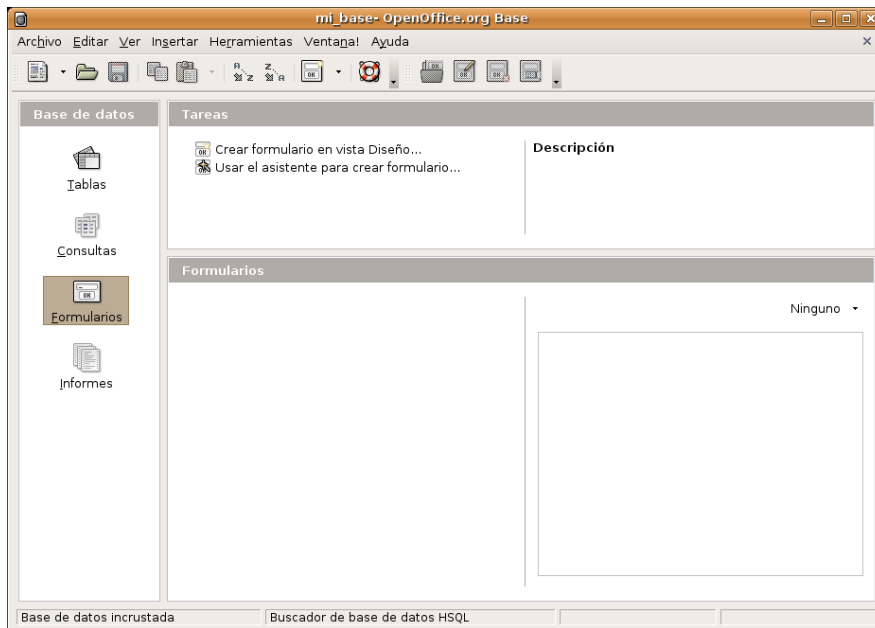 mi_base- OpenOffice.org Base
Archivo Editar Ver Insertar Herramientas Ventana! Ayuda
Base de datos
Tablas
Consultas
Formularios
Informes
Tareas
Crear formulario en vista Diseño...
Usar el asistente para crear formulario...
Descripción
Formularios
Ninguno
Base de datos incrustada
Buscador de base de datos HSQL